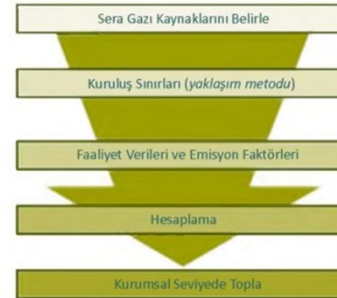 Sera Gazı Kaynaklarını Belirle
Kuruluş Sınırları (yaklaşım metodu)
Faaliyet Verileri ve Emisyon Faktörleri
Hesaplama
Kurumsal Seviyede Topla